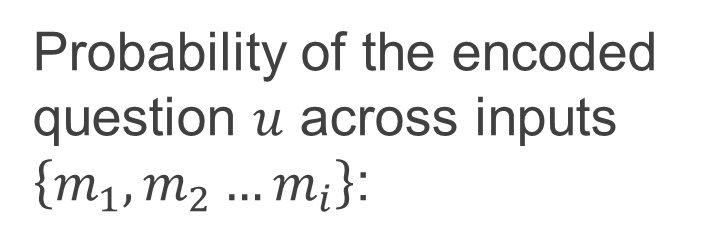 Probability of the encoded
question 𝑢 across inputs
{𝑚₁, 𝑚₂ … 𝑚ᵢ}: